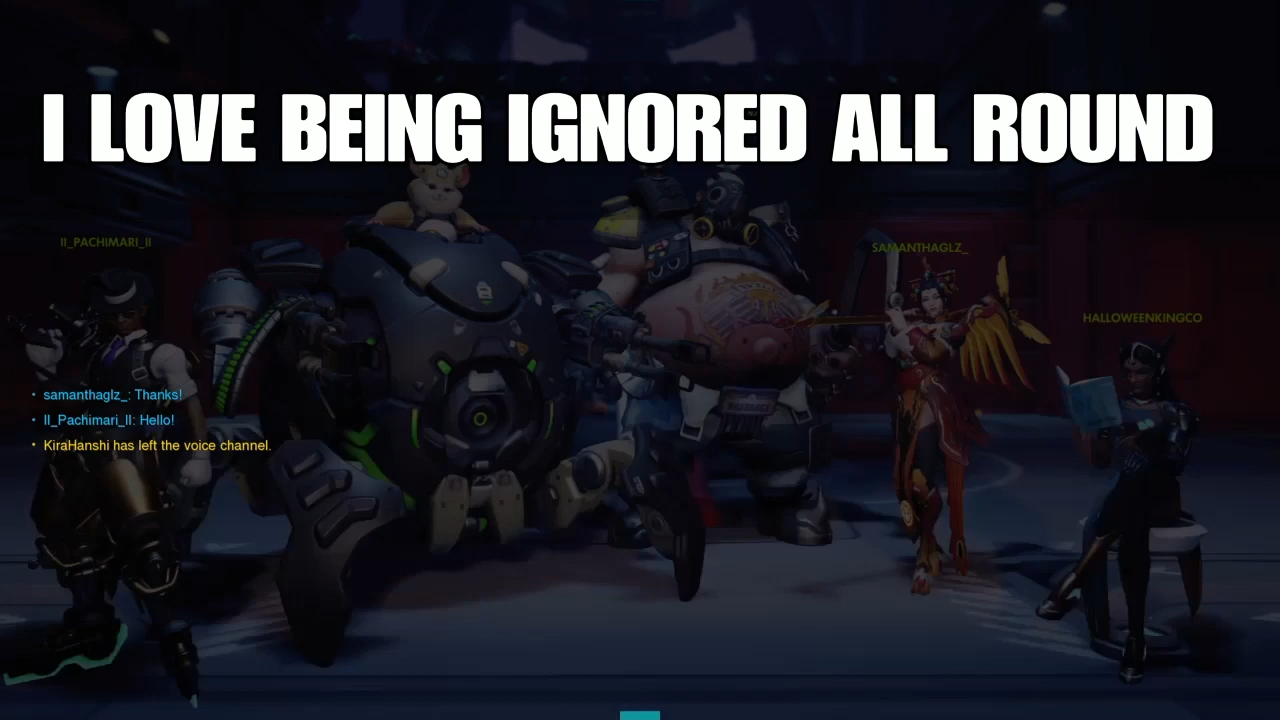 I LOVE BEING IGNORED ALL ROUND
II_PACHIMARI_II
SAMANTHAGLZ_
HALLOWEENKINGCO
• samanthaglz_: Thanks!
• II_Pachimari_II: Hello!
• KiraHanshi has left the voice channel.